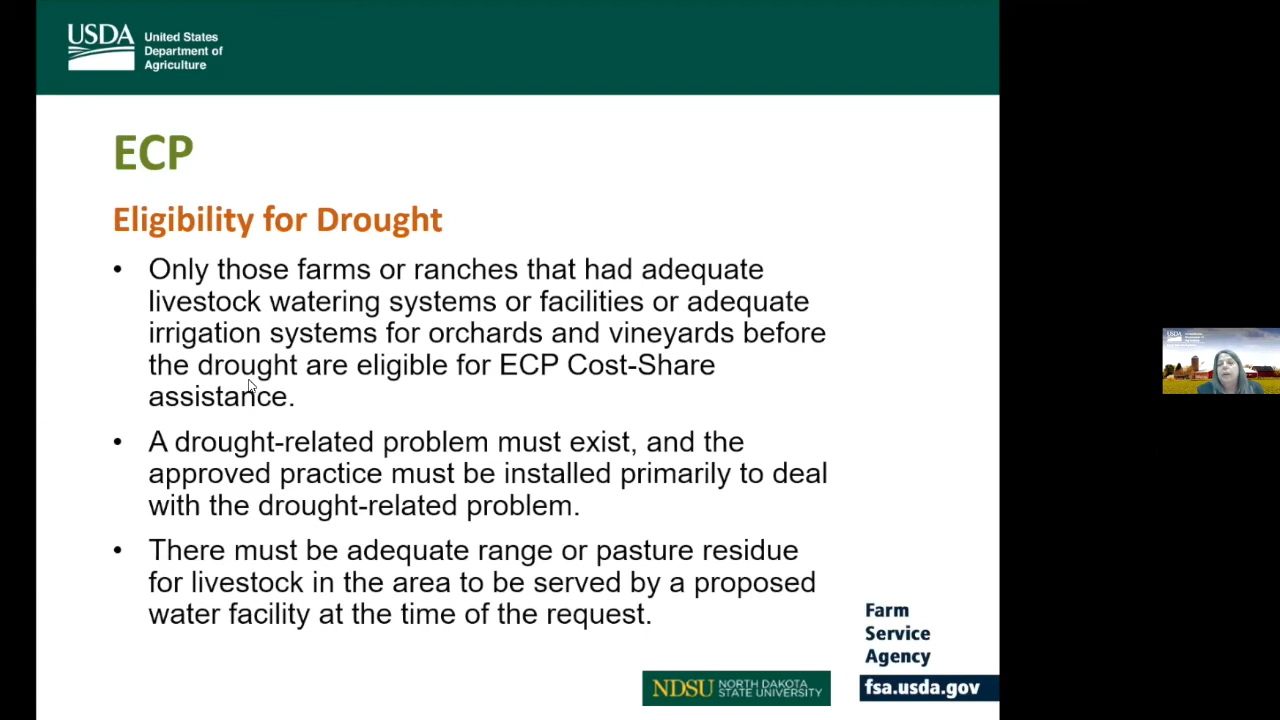 USDA
United States
Department of
Agriculture
ECP
Eligibility for Drought
• Only those farms or ranches that had adequate
livestock watering systems or facilities or adequate
irrigation systems for orchards and vineyards before
the drought are eligible for ECP Cost-Share
assistance.
• A drought-related problem must exist, and the
approved practice must be installed primarily to deal
with the drought-related problem.
• There must be adequate range or pasture residue
for livestock in the area to be served by a proposed
water facility at the time of the request.
Farm
Service
Agency
fsa.usda.gov
NDSU
NORTH DAKOTA
STATE UNIVERSITY
USDA